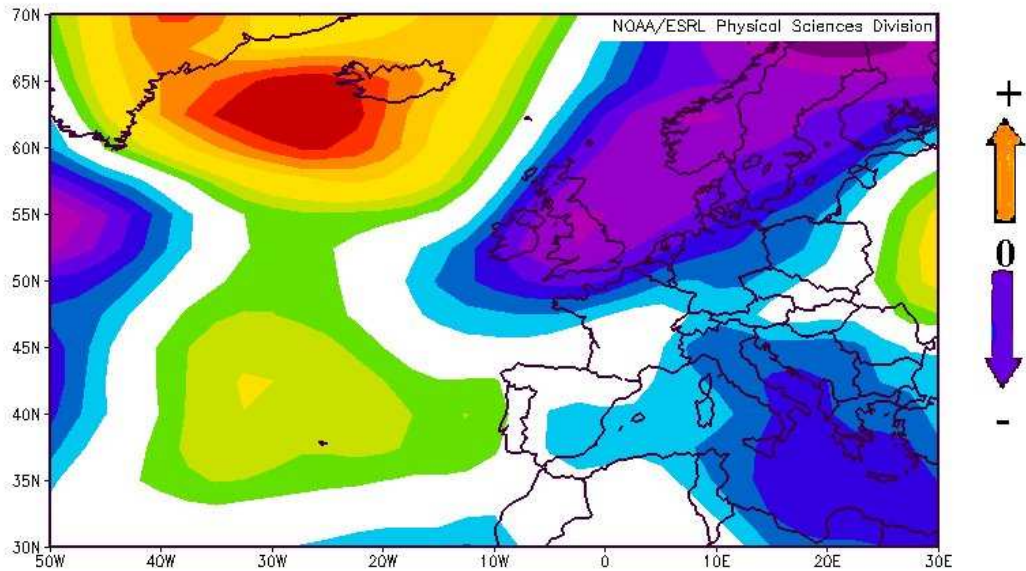 70N
NOAA/ESRL Physical Sciences Division
65N
+
60N
55N
0
50N
45N
40N
-
35N
30N
50W 40W 30W 20W 10W 0 10E 20E 30E